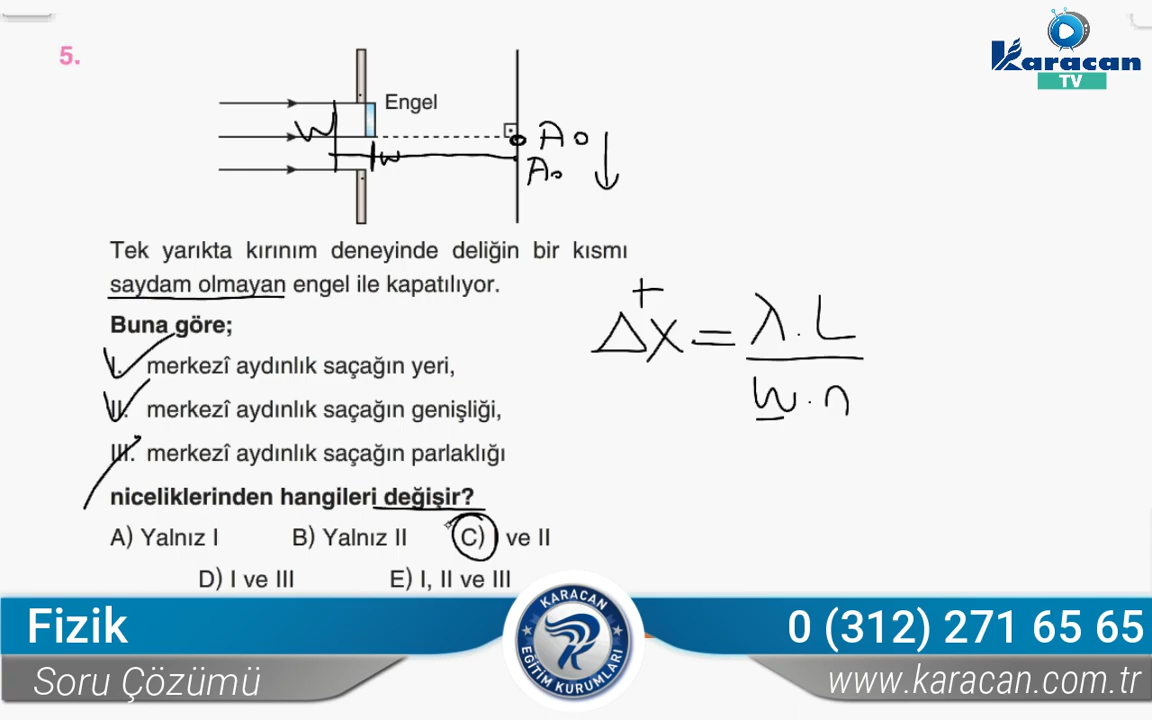 Karacan
TV
5.
Engel
W
A0
w
A0
Tek yarıkta kırınım deneyinde deliğin bir kısmı
saydam olmayan engel ile kapatılıyor.
Buna göre;
I. merkezî aydınlık saçağın yeri,
II. merkezî aydınlık saçağın genişliği,
III. merkezî aydınlık saçağın parlaklığı
niceliklerinden hangileri değişir?
+
ΔX = λ.L
W.n
A) Yalnız I B) Yalnız II C) I ve II
D) I ve III E) I, II ve III
KARACAN
EĞİTİM KURUMLARI
Fizik
0 (312) 271 65 65
Soru Çözümü
www.karacan.com.tr